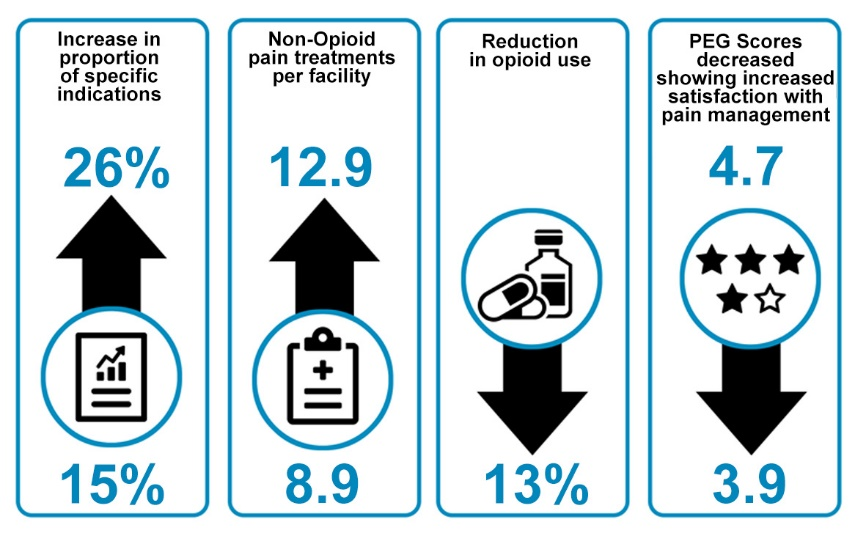 Increase in
proportion
of specific
indications
26%
15%
Non-Opioid
pain treatments
per facility
12.9
8.9
Reduction
in opioid use
13%
PEG Scores
decreased
showing increased
satisfaction with
pain management
4.7
3.9